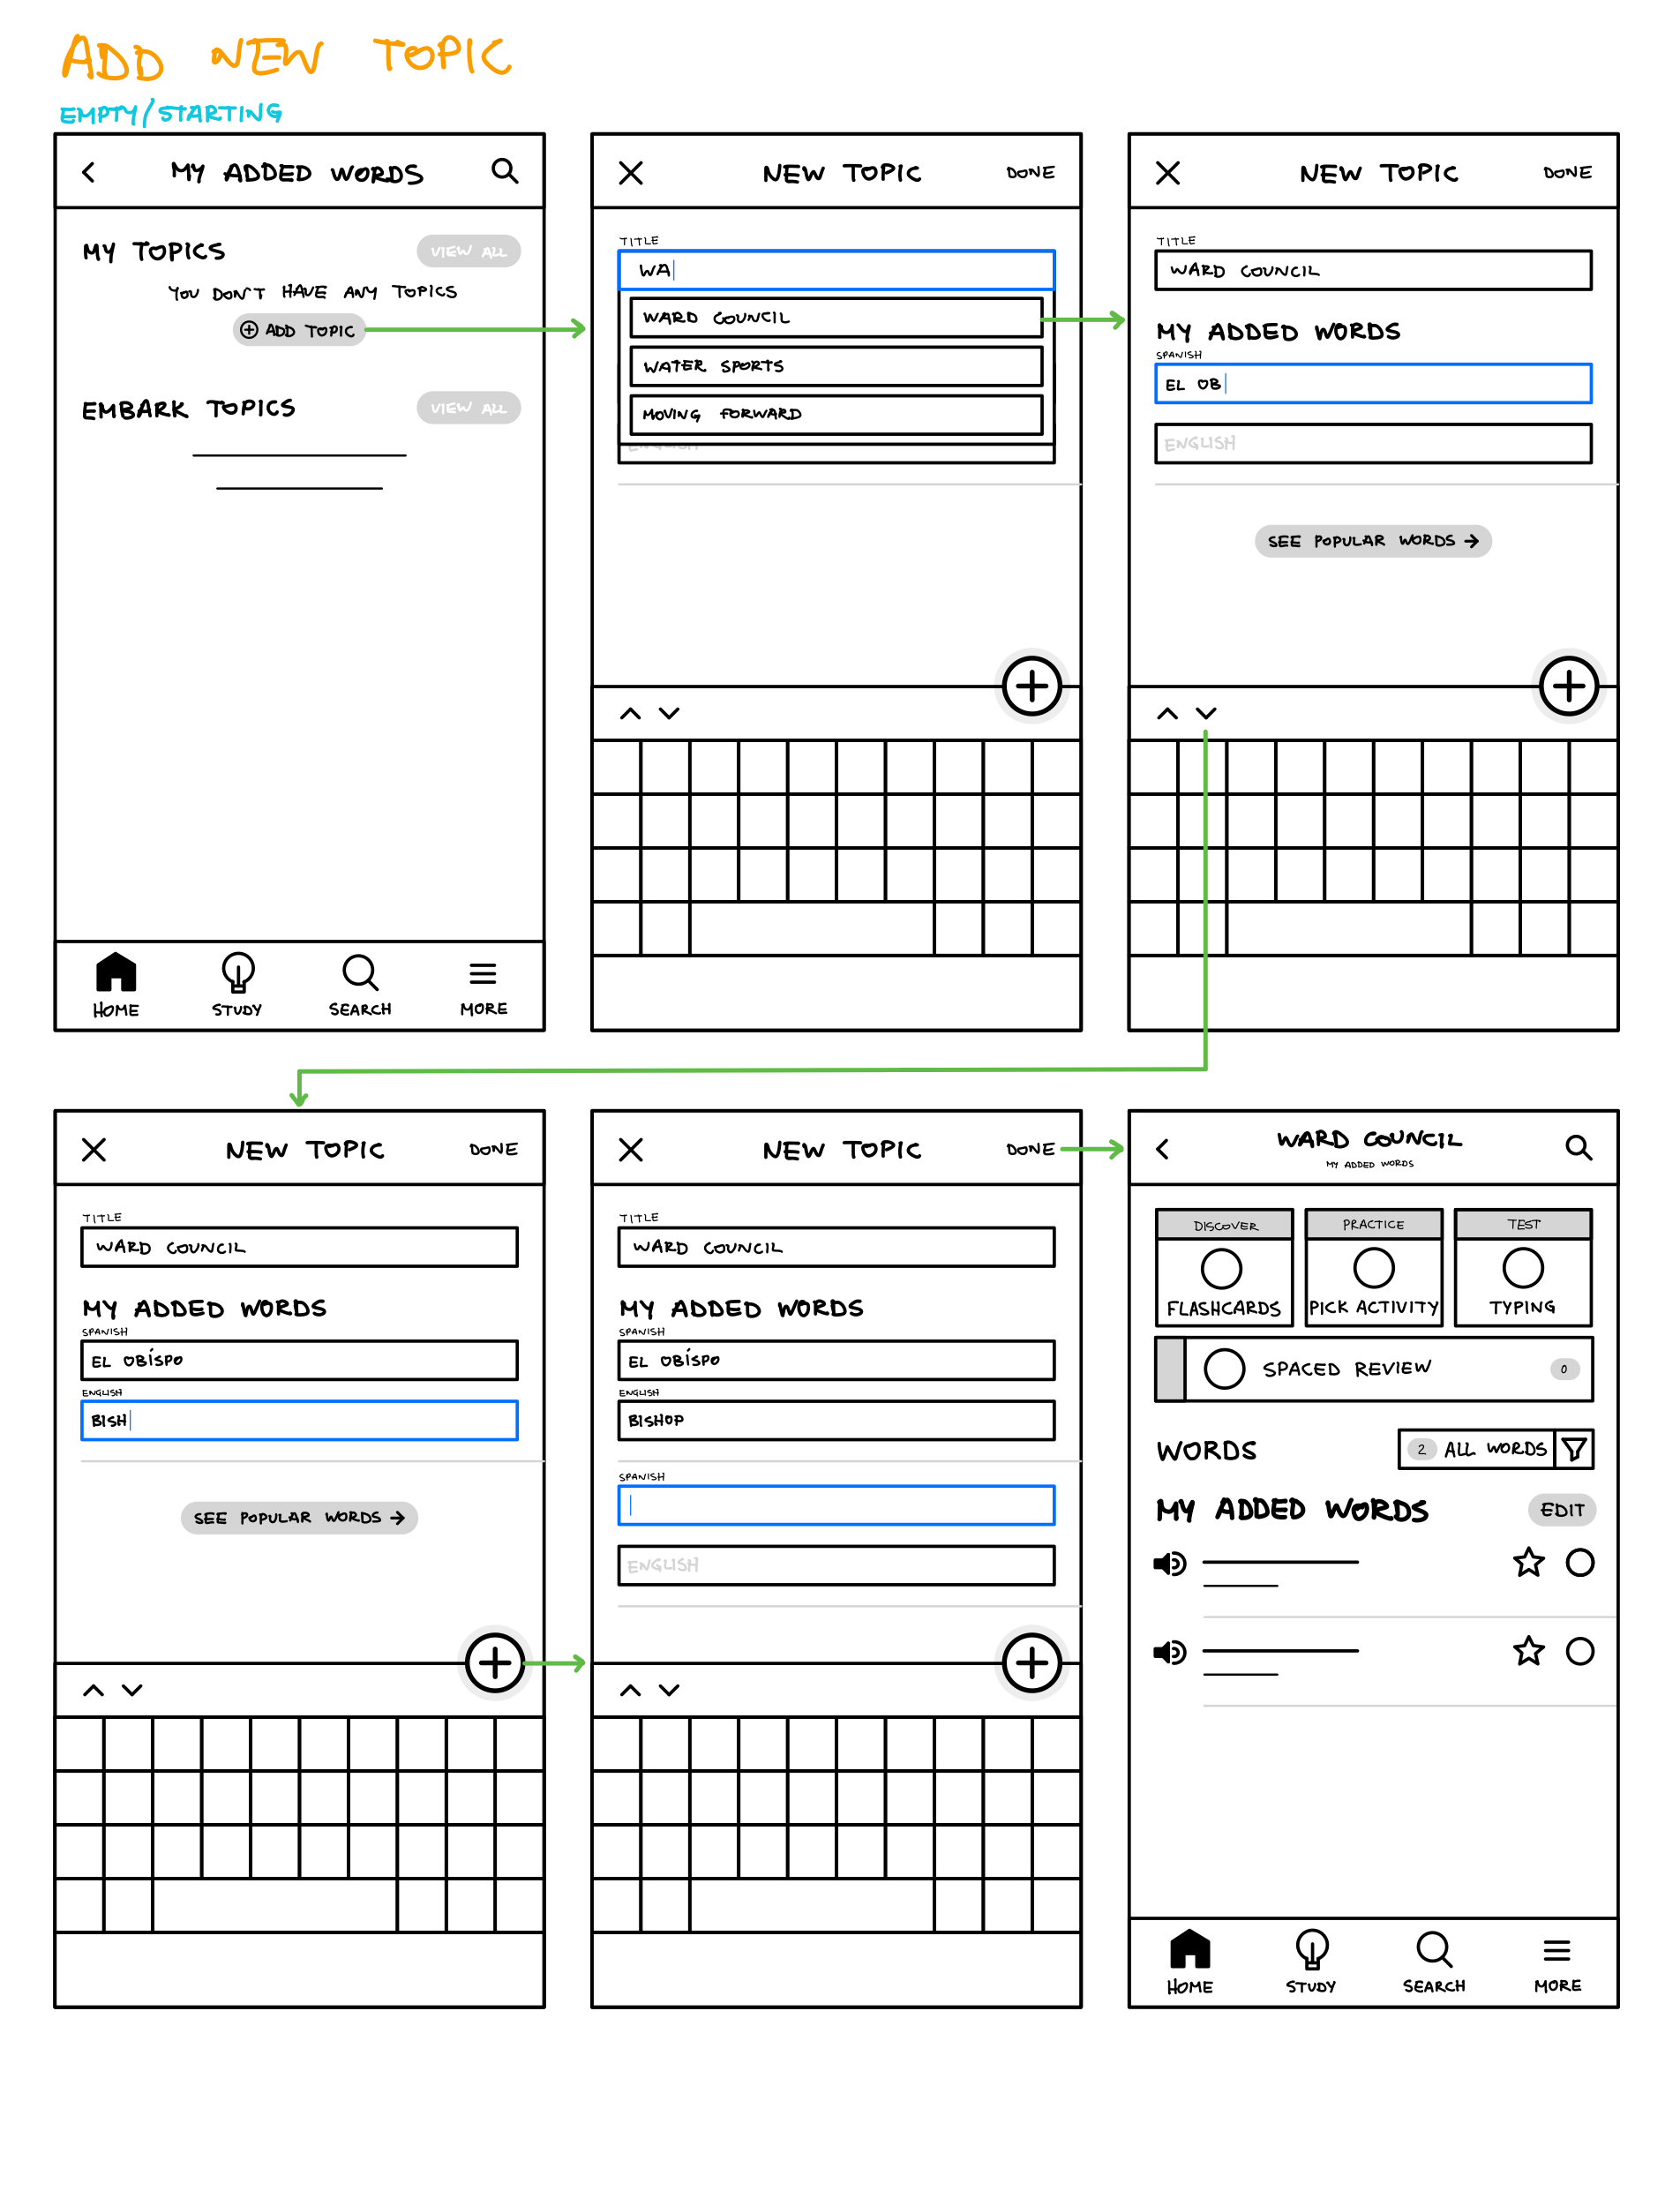 ADD NEW TOPIC
EMPTY/STARTING
MY ADDED WORDS
MY TOPICS
VIEW ALL
YOU DON'T HAVE ANY TOPICS
ADD TOPIC
EMBARK TOPICS
VIEW ALL
HOME
STUDY
SEARCH
MORE
NEW TOPIC
DONE
TITLE
WA
WARD COUNCIL
WATER SPORTS
MOVING FORWARD
ENGLISH
NEW TOPIC
DONE
TITLE
WARD COUNCIL
MY ADDED WORDS
SPANISH
EL OB
ENGLISH
SEE POPULAR WORDS →
NEW TOPIC
DONE
TITLE
WARD COUNCIL
MY ADDED WORDS
SPANISH
EL OBÍSPO
ENGLISH
BISH
SEE POPULAR WORDS →
NEW TOPIC
DONE
TITLE
WARD COUNCIL
MY ADDED WORDS
SPANISH
EL OBÍSPO
ENGLISH
BISHOP
SPANISH
ENGLISH
WARD COUNCIL
MY ADDED WORDS
DISCOVER
FLASHCARDS
PRACTICE
PICK ACTIVITY
TEST
TYPING
SPACED REVIEW
0
WORDS
2 ALL WORDS
MY ADDED WORDS
EDIT
HOME
STUDY
SEARCH
MORE